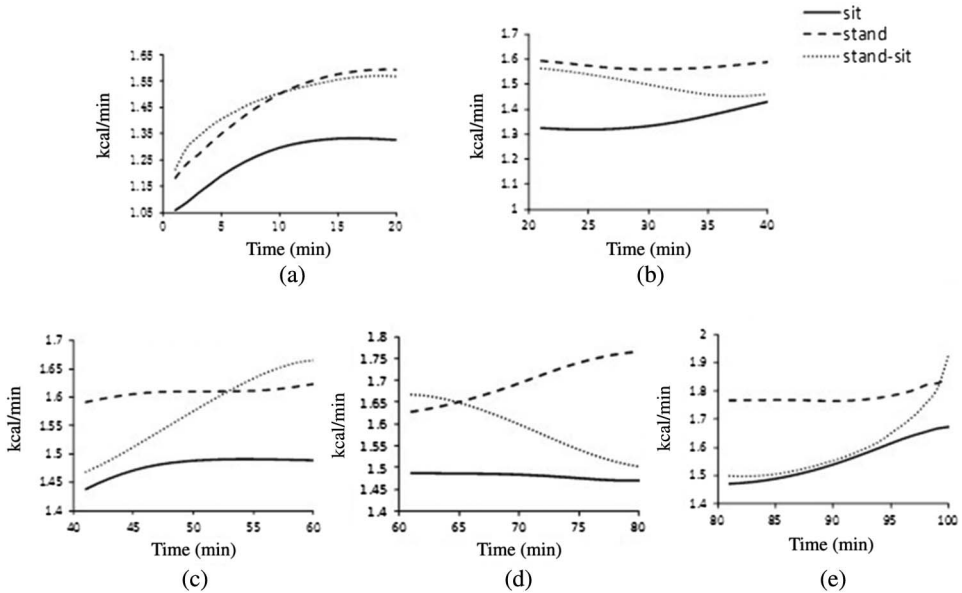 sit
stand
stand-sit
1.65
1.55
1.45
1.35
1.25
1.15
1.05
kcal/min
0 5 10 15 20
Time (min)
(a)
1.7
1.6
1.5
1.4
1.3
1.2
1.1
1
kcal/min
20 25 30 35 40
Time (min)
(b)
1.7
1.65
1.6
1.55
1.5
1.45
1.4
kcal/min
40 45 50 55 60
Time (min)
(c)
1.8
1.75
1.7
1.65
1.6
1.55
1.5
1.45
1.4
kcal/min
60 65 70 75 80
Time (min)
(d)
2
1.9
1.8
1.7
1.6
1.5
1.4
kcal/min
80 85 90 95 100
Time (min)
(e)